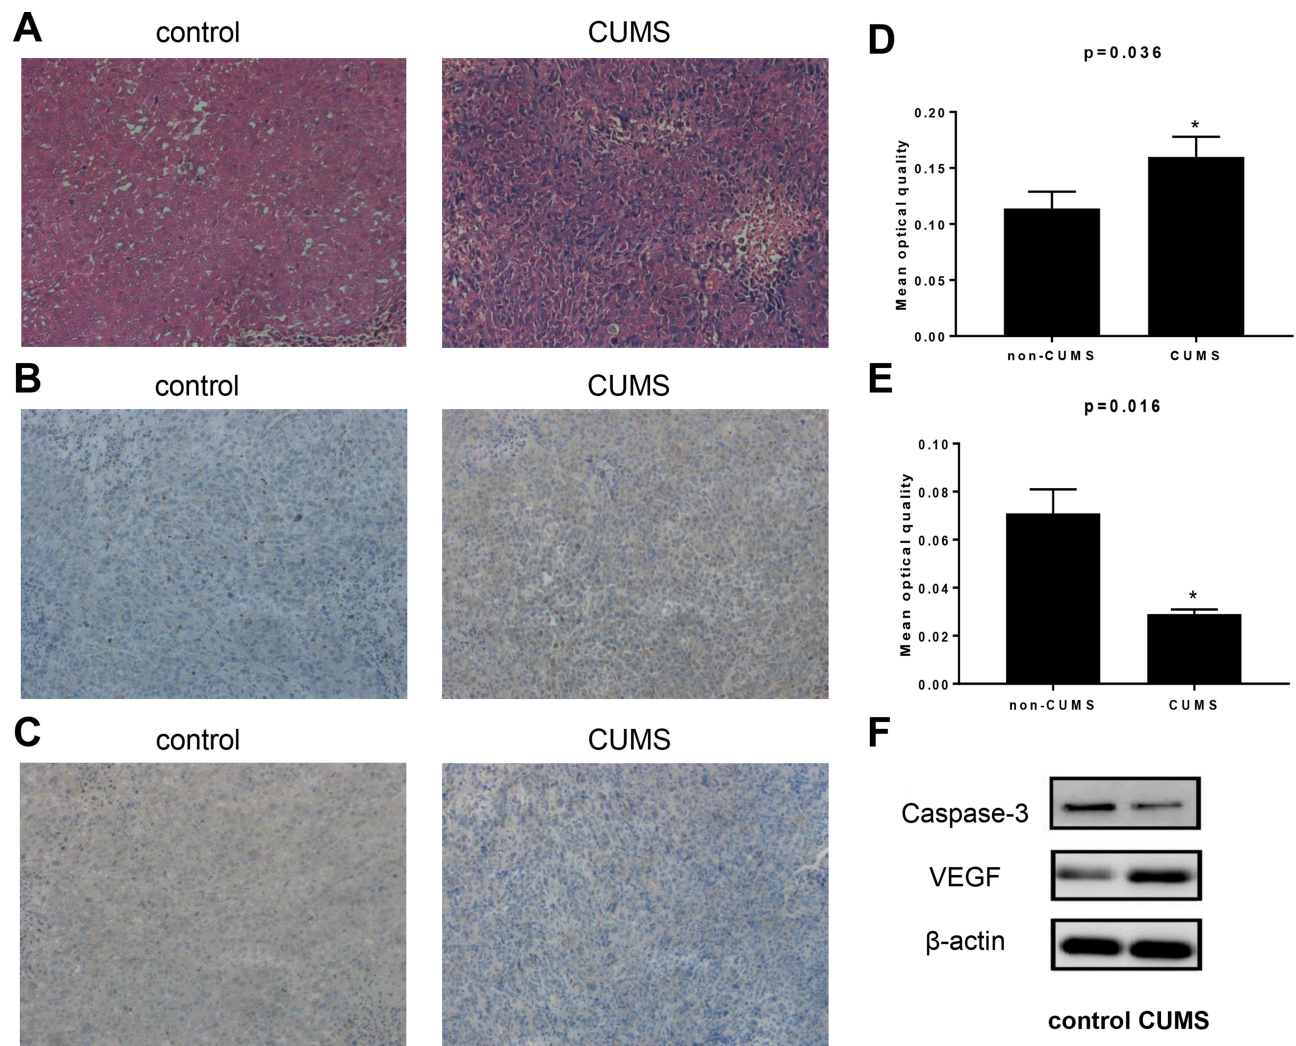 A
control
CUMS
B
control
CUMS
C
control
CUMS
D
p=0.036
Mean optical quality
0.20
0.15
0.10
0.05
0.00
non-CUMS
CUMS
*
E
p=0.016
Mean optical quality
0.10
0.08
0.06
0.04
0.02
0.00
non-CUMS
CUMS
*
F
Caspase-3
VEGF
β-actin
control CUMS